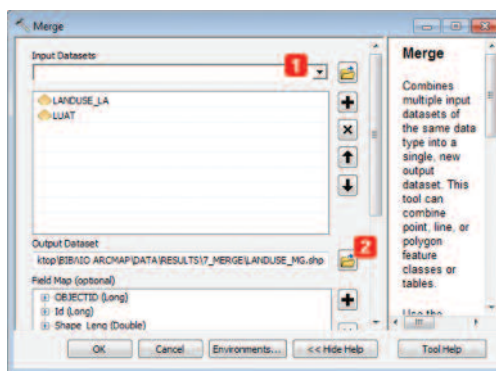 Merge
Input Datasets
1
LANDUSE_LA
LUAT
Output Dataset
2
ktop\BIBIAIO ARCMAP\DATA\RESULTS\7_MERGE\LANDUSE_MG.shp
Field Map (optional)
OBJECTID (Long)
Id (Long)
Shape_Leng (Double)
OK
Cancel
Environments...
<< Hide Help
Merge
Combines
multiple input
datasets of
the same data
type into a
single, new
output
dataset. This
tool can
combine
point, line, or
polygon
feature
classes or
tables.
Use the
Tool Help